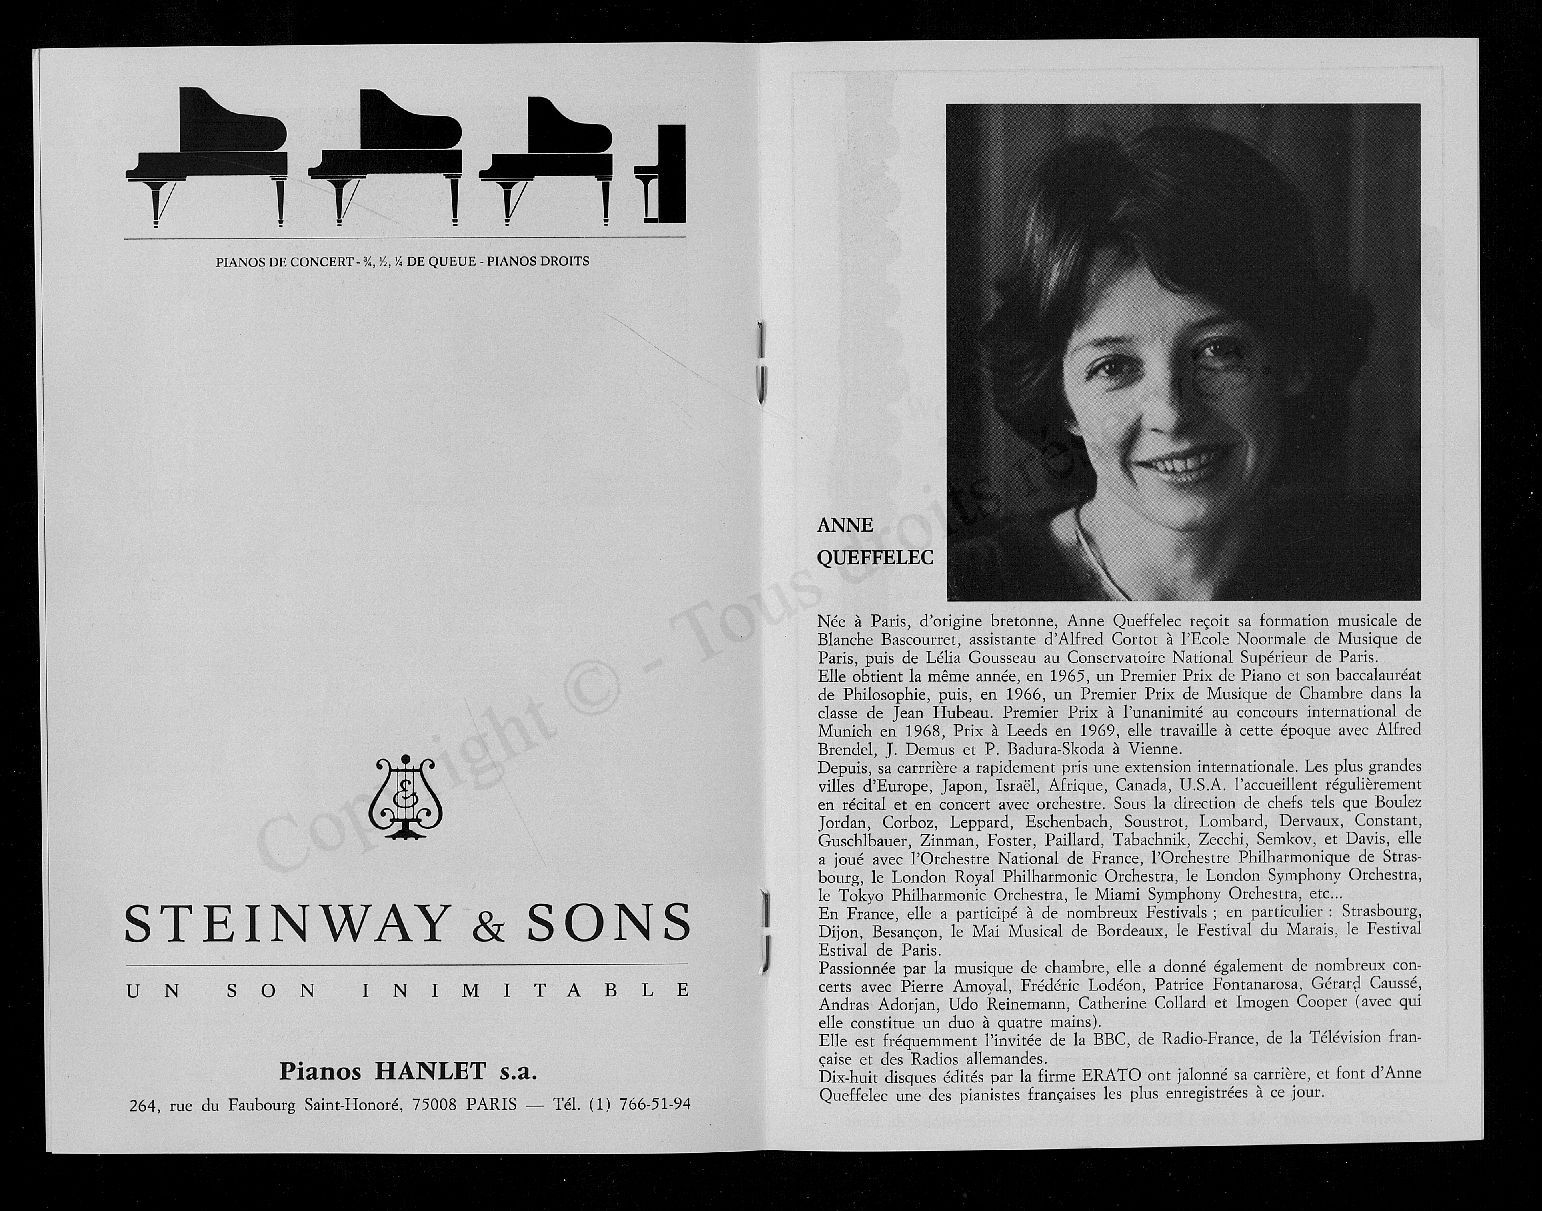 PIANOS DE CONCERT - ¾, ½, ¼ DE QUEUE - PIANOS DROITS
STEINWAY & SONS
UN SON INIMITABLE
Pianos HANLET s.a.
264, rue du Faubourg Saint-Honoré, 75008 PARIS — Tél. (1) 766-51-94
ANNE
QUEFFELEC
Née à Paris, d'origine bretonne, Anne Queffelec reçoit sa formation musicale de
Blanche Bascourret, assistante d'Alfred Cortot à l'Ecole Noormale de Musique de
Paris, puis de Lélia Gousseau au Conservatoire National Supérieur de Paris.
Elle obtient la même année, en 1965, un Premier Prix de Piano et son baccalauréat
de Philosophie, puis, en 1966, un Premier Prix de Musique de Chambre dans la
classe de Jean Hubeau. Premier Prix à l'unanimité au concours international de
Munich en 1968, Prix à Leeds en 1969, elle travaille à cette époque avec Alfred
Brendel, J. Demus et P. Badura-Skoda à Vienne.
Depuis, sa carrrière a rapidement pris une extension internationale. Les plus grandes
villes d'Europe, Japon, Israël, Afrique, Canada, U.S.A. l'accueillent régulièrement
en récital et en concert avec orchestre. Sous la direction de chefs tels que Boulez
Jordan, Corboz, Leppard, Eschenbach, Soustrot, Lombard, Dervaux, Constant,
Guschlbauer, Zinman, Foster, Paillard, Tabachnik, Zecchi, Semkov, et Davis, elle
a joué avec l'Orchestre National de France, l'Orchestre Philharmonique de Stras-
bourg, le London Royal Philharmonic Orchestra, le London Symphony Orchestra,
le Tokyo Philharmonic Orchestra, le Miami Symphony Orchestra, etc...
En France, elle a participé à de nombreux Festivals ; en particulier : Strasbourg,
Dijon, Besançon, le Mai Musical de Bordeaux, le Festival du Marais, le Festival
Estival de Paris.
Passionnée par la musique de chambre, elle a donné également de nombreux con-
certs avec Pierre Amoyal, Frédéric Lodéon, Patrice Fontanarosa, Gérard Caussé,
Andras Adorjan, Udo Reinemann, Catherine Collard et Imogen Cooper (avec qui
elle constitue un duo à quatre mains).
Elle est fréquemment l'invitée de la BBC, de Radio-France, de la Télévision fran-
çaise et des Radios allemandes.
Dix-huit disques édités par la firme ERATO ont jalonné sa carrière, et font d'Anne
Queffelec une des pianistes françaises les plus enregistrées à ce jour.
Copyright © - Tous droits